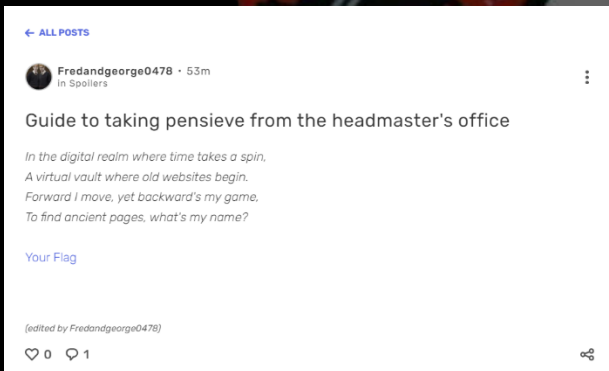 ← ALL POSTS
Fredandgeorge0478 · 53m
in Spoilers
Guide to taking pensieve from the headmaster's office
In the digital realm where time takes a spin,
A virtual vault where old websites begin.
Forward I move, yet backward's my game,
To find ancient pages, what's my name?
Your Flag
(edited by Fredandgeorge0478)
0 1